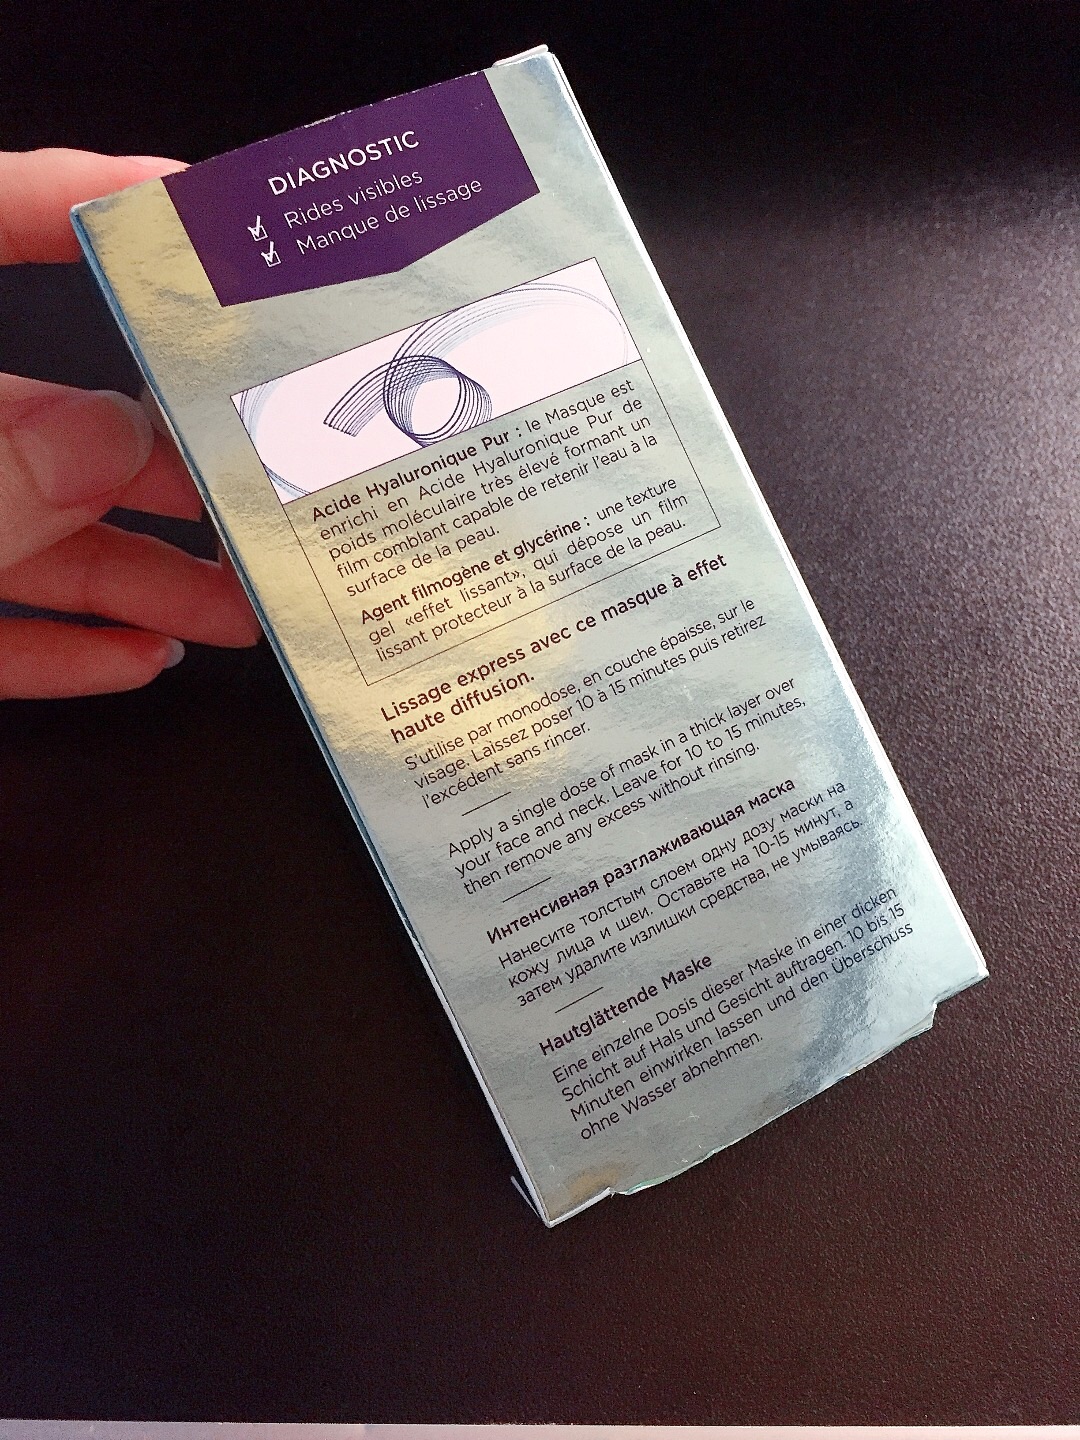 DIAGNOSTIC
Rides visibles
Manque de lissage
Acide Hyaluronique Pur : le Masque est
enrichi en Acide Hyaluronique Pur de
poids moléculaire très élevé formant un
film comblant capable de retenir l'eau à la
surface de la peau.
Agent filmogène et glycérine : une texture
gel «effet lissant», qui dépose un film
lissant protecteur à la surface de la peau.
Lissage express avec ce masque à effet
haute diffusion.
S'utilise par monodose, en couche épaisse, sur le
visage. Laissez poser 10 à 15 minutes puis retirez
l'excédent sans rincer.
Apply a single dose of mask in a thick layer over
your face and neck. Leave for 10 to 15 minutes,
then remove any excess without rinsing.
Интенсивная разглаживающая маска
Нанесите толстым слоем одну дозу маски на
кожу лица и шеи. Оставьте на 10-15 минут, а
затем удалите излишки средства, не умываясь.
Hautglättende Maske
Eine einzelne Dosis dieser Maske in einer dicken
Schicht auf Hals und Gesicht auftragen. 10 bis 15
Minuten einwirken lassen und den Überschuss
ohne Wasser abnehmen.